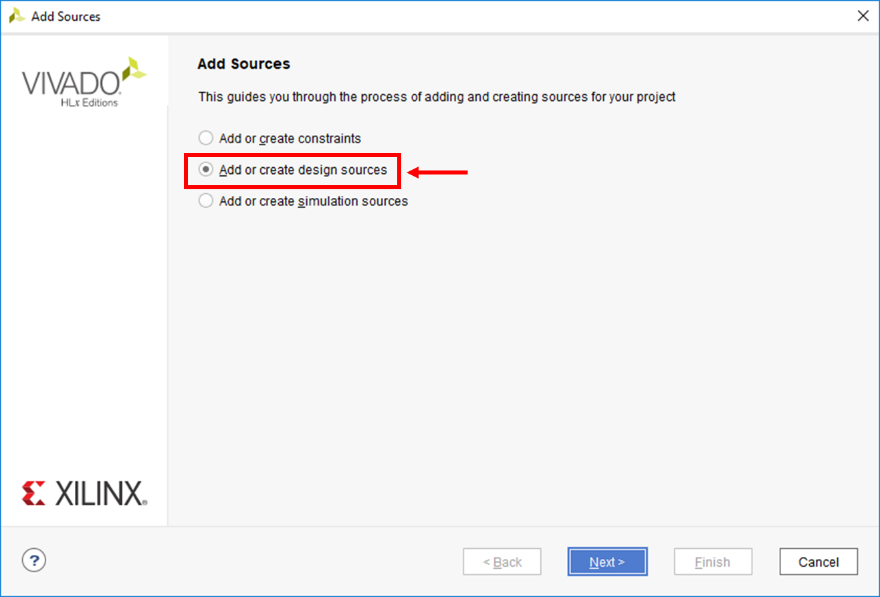 Add Sources
VIVADO
HLx Editions
Add Sources
This guides you through the process of adding and creating sources for your project
Add or create constraints
Add or create design sources
Add or create simulation sources
XILINX
?
< Back
Next >
Finish
Cancel